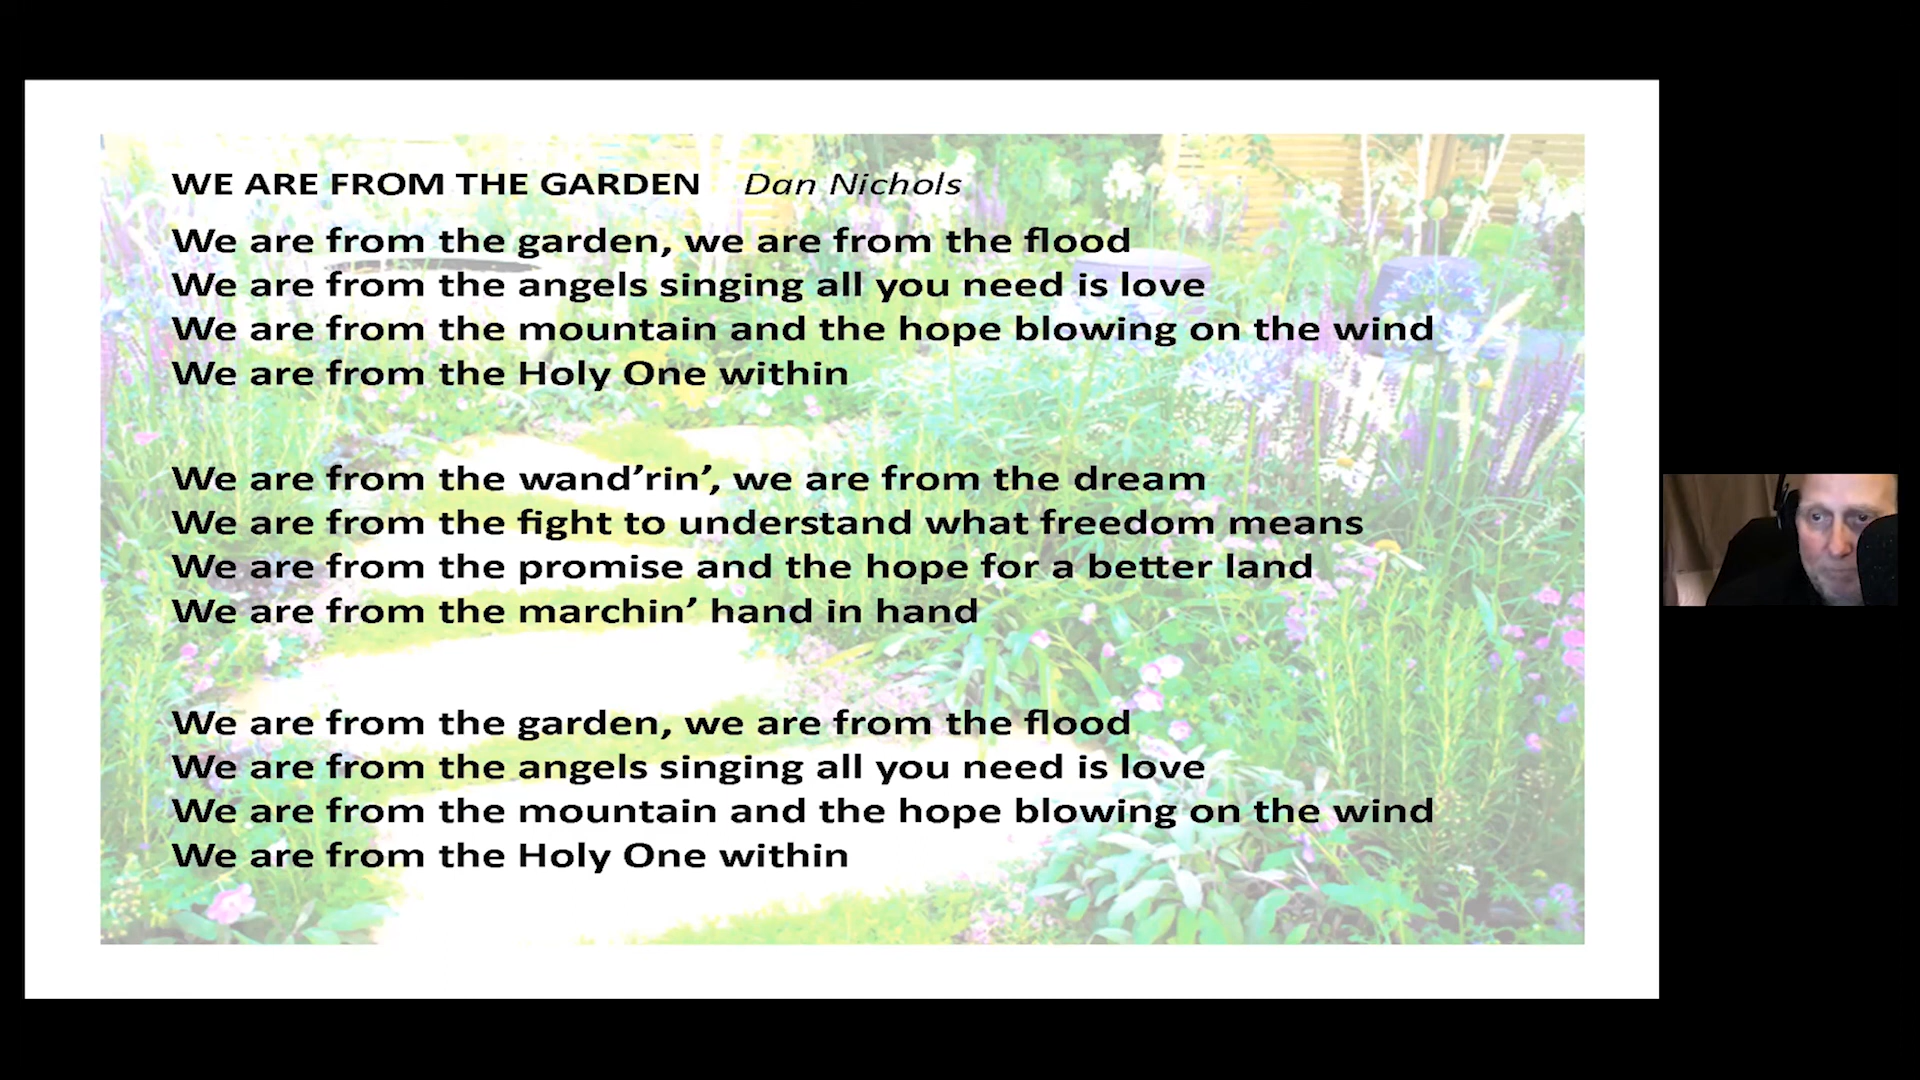 WE ARE FROM THE GARDEN Dan Nichols
We are from the garden, we are from the flood
We are from the angels singing all you need is love
We are from the mountain and the hope blowing on the wind
We are from the Holy One within
We are from the wand’rin’, we are from the dream
We are from the fight to understand what freedom means
We are from the promise and the hope for a better land
We are from the marchin’ hand in hand
We are from the garden, we are from the flood
We are from the angels singing all you need is love
We are from the mountain and the hope blowing on the wind
We are from the Holy One within